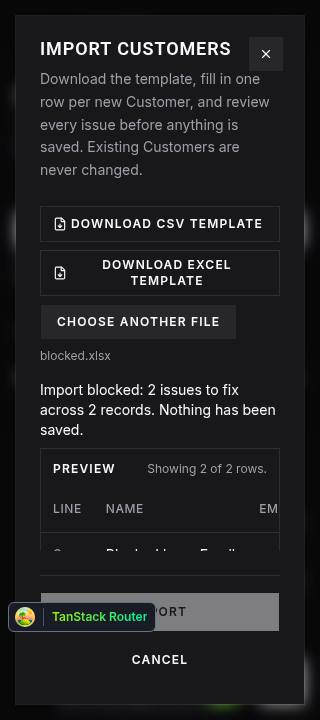 IMPORT CUSTOMERS
Download the template, fill in one
row per new Customer, and review
every issue before anything is
saved. Existing Customers are
never changed.
DOWNLOAD CSV TEMPLATE
DOWNLOAD EXCEL
TEMPLATE
CHOOSE ANOTHER FILE
blocked.xlsx
Import blocked: 2 issues to fix
across 2 records. Nothing has been
saved.
PREVIEW Showing 2 of 2 rows.
LINE NAME EM
TanStack Router PORT
CANCEL